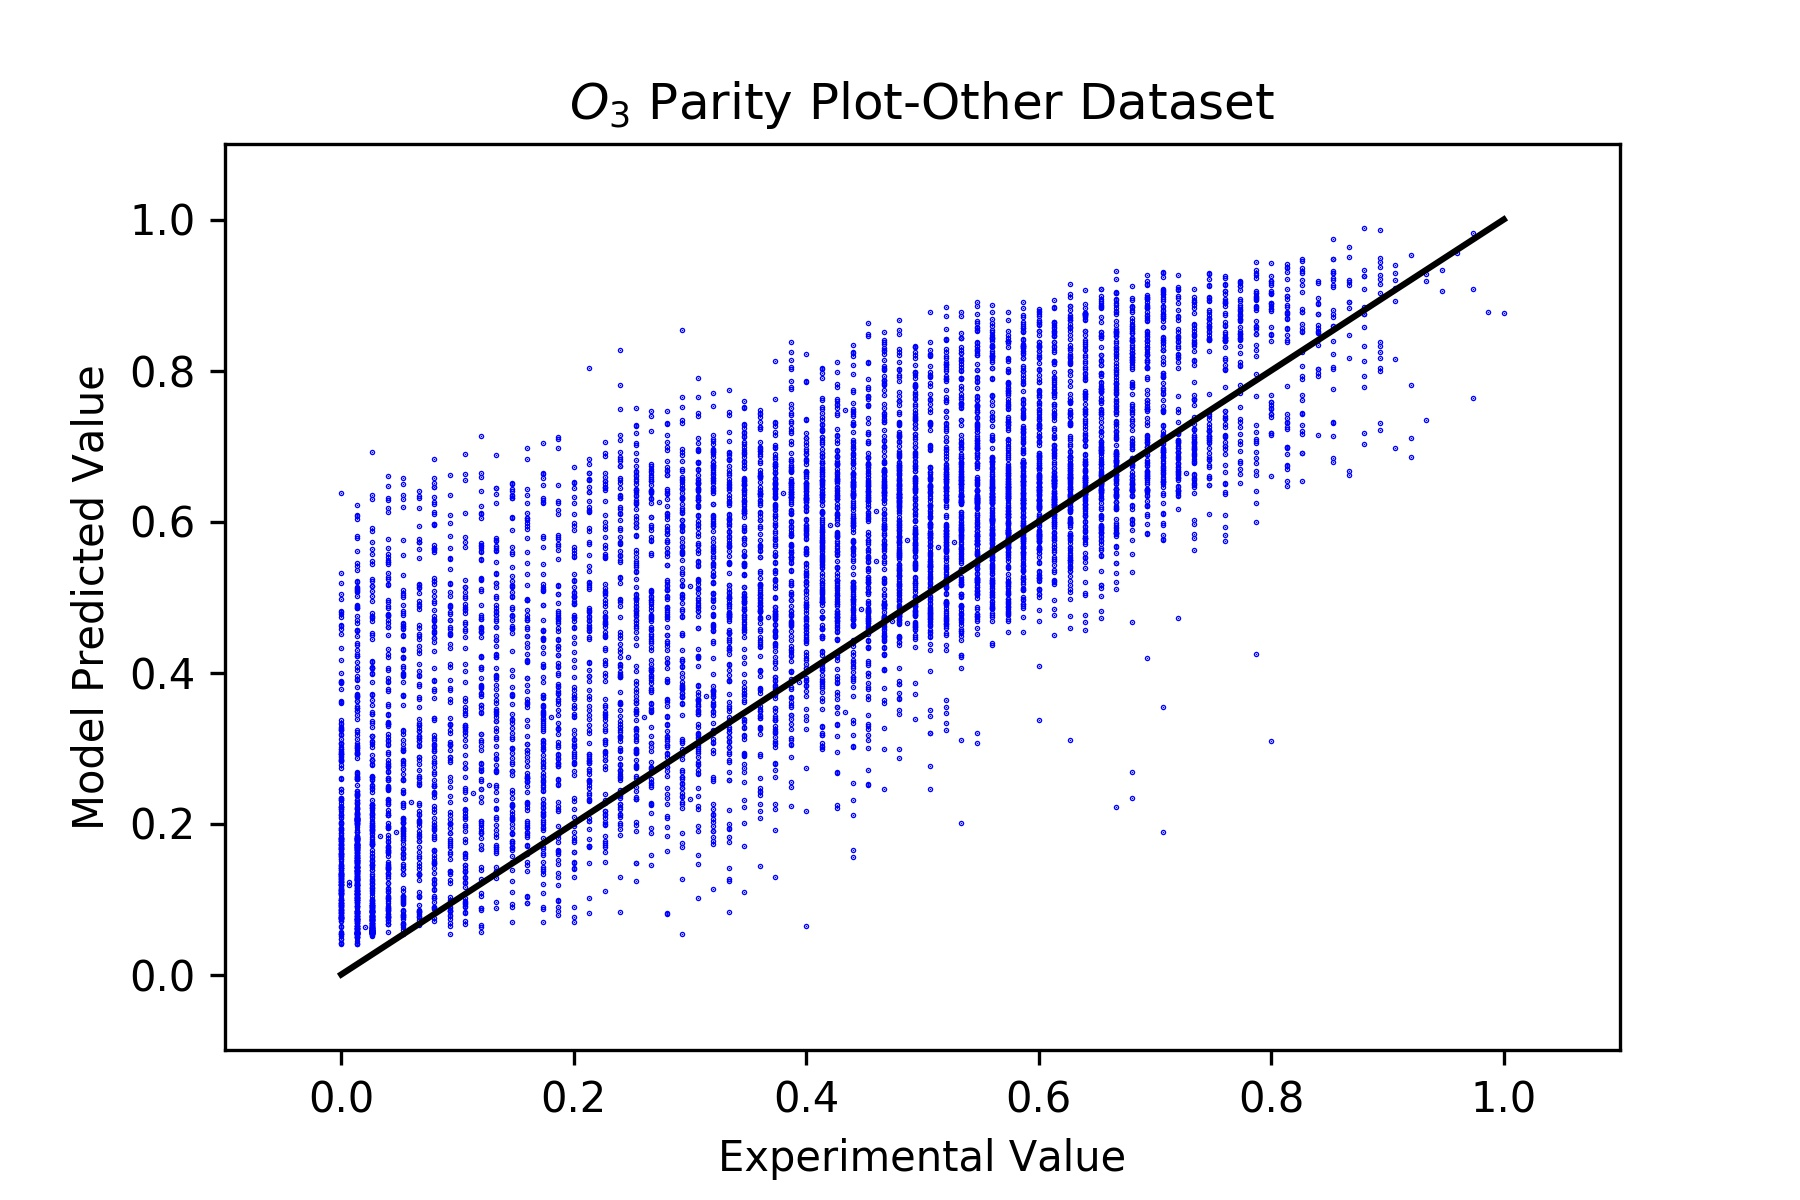 O₃ Parity Plot-Other Dataset
Model Predicted Value
1.0
0.8
0.6
0.4
0.2
0.0
0.0 0.2 0.4 0.6 0.8 1.0
Experimental Value